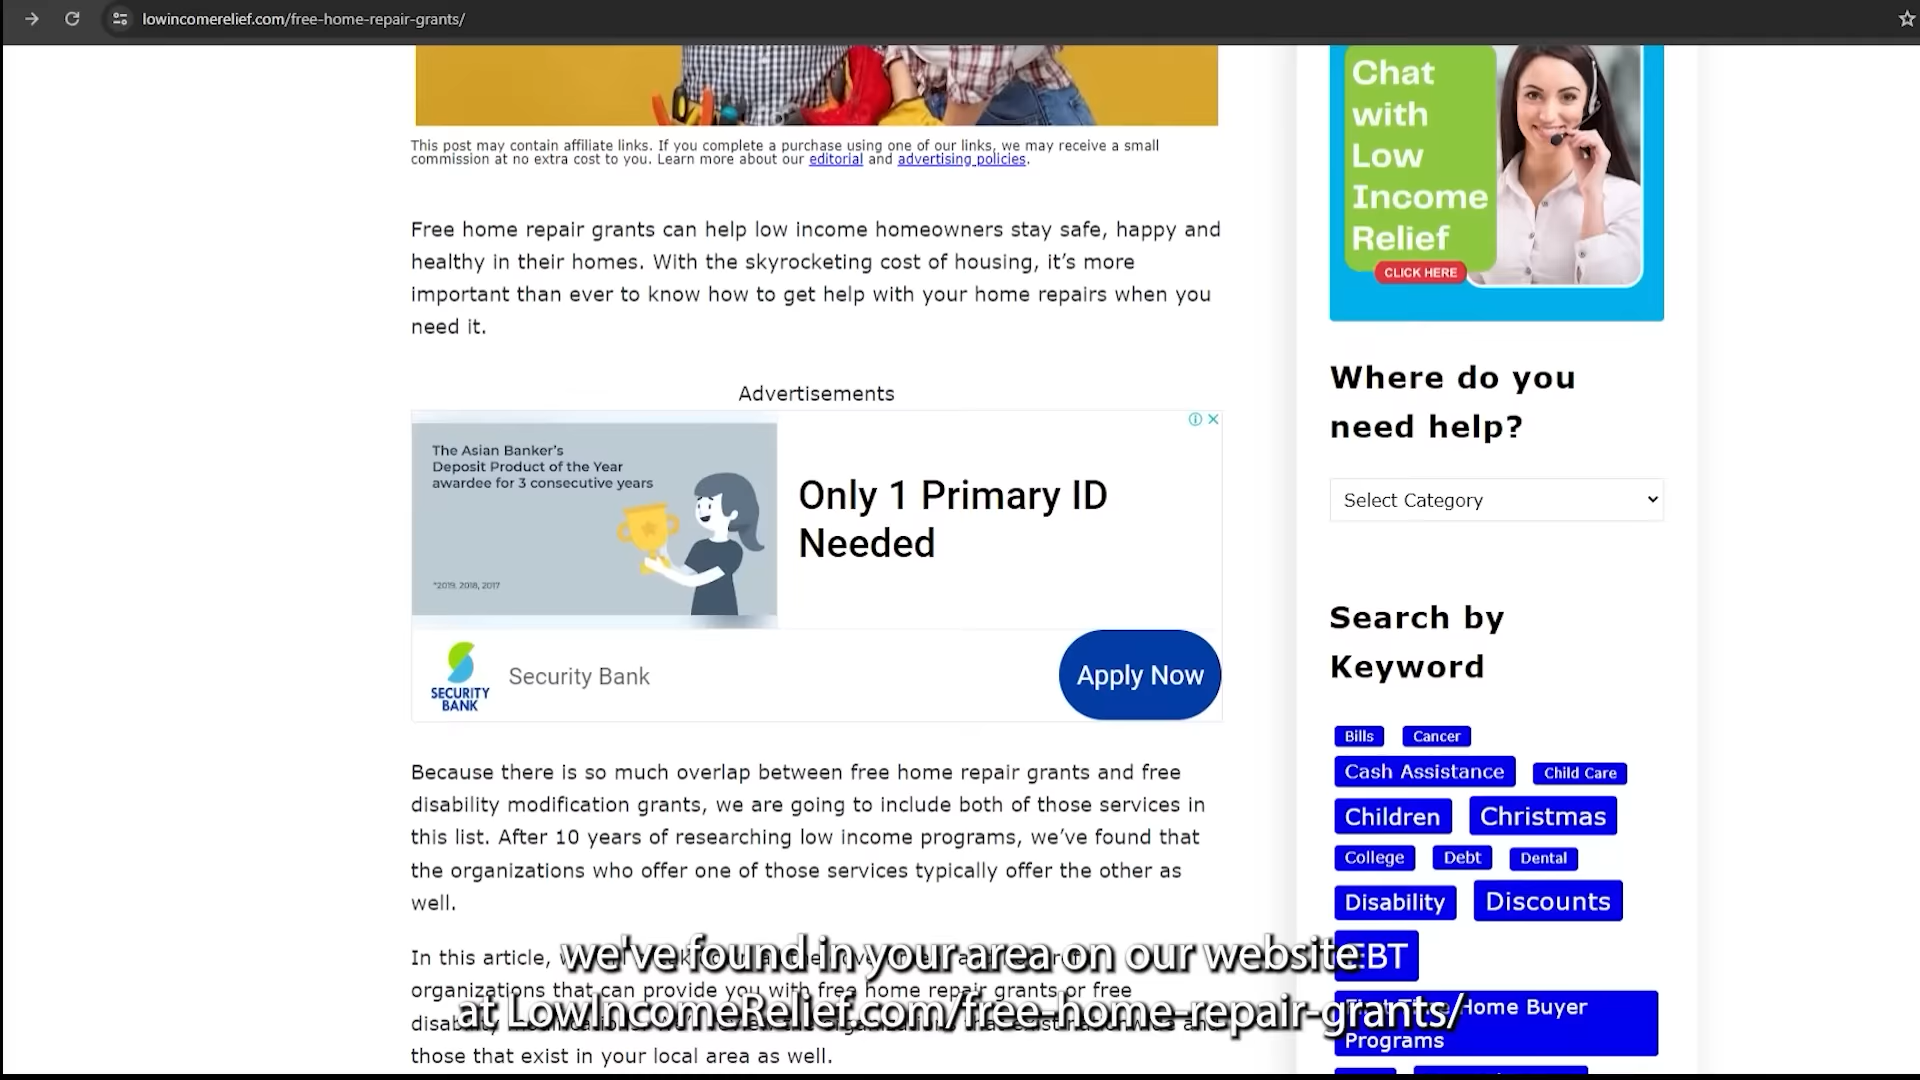 lowincomerelief.com/free-home-repair-grants/
This post may contain affiliate links. If you complete a purchase using one of our links, we may receive a small
commission at no extra cost to you. Learn more about our editorial and advertising policies.
Free home repair grants can help low income homeowners stay safe, happy and
healthy in their homes. With the skyrocketing cost of housing, it's more
important than ever to know how to get help with your home repairs when you
need it.
Advertisements
The Asian Banker's
Deposit Product of the Year
awardee for 3 consecutive years
*2019, 2018, 2017
Only 1 Primary ID
Needed
SECURITY
BANK
Security Bank
Apply Now
Because there is so much overlap between free home repair grants and free
disability modification grants, we are going to include both of those services in
this list. After 10 years of researching low income programs, we've found that
the organizations who offer one of those services typically offer the other as
well.
In this article,
organizations that can provide you with free home repair grants or free
those that exist in your local area as well.
we've found in your area on our website
at LowIncomeRelief.com/free-home-repair-grants/
Chat
with
Low
Income
Relief
CLICK HERE
Where do you
need help?
Select Category
Search by
Keyword
Bills Cancer
Cash Assistance Child Care
Children Christmas
College Debt Dental
Disability Discounts
EBT
Home Buyer
Programs